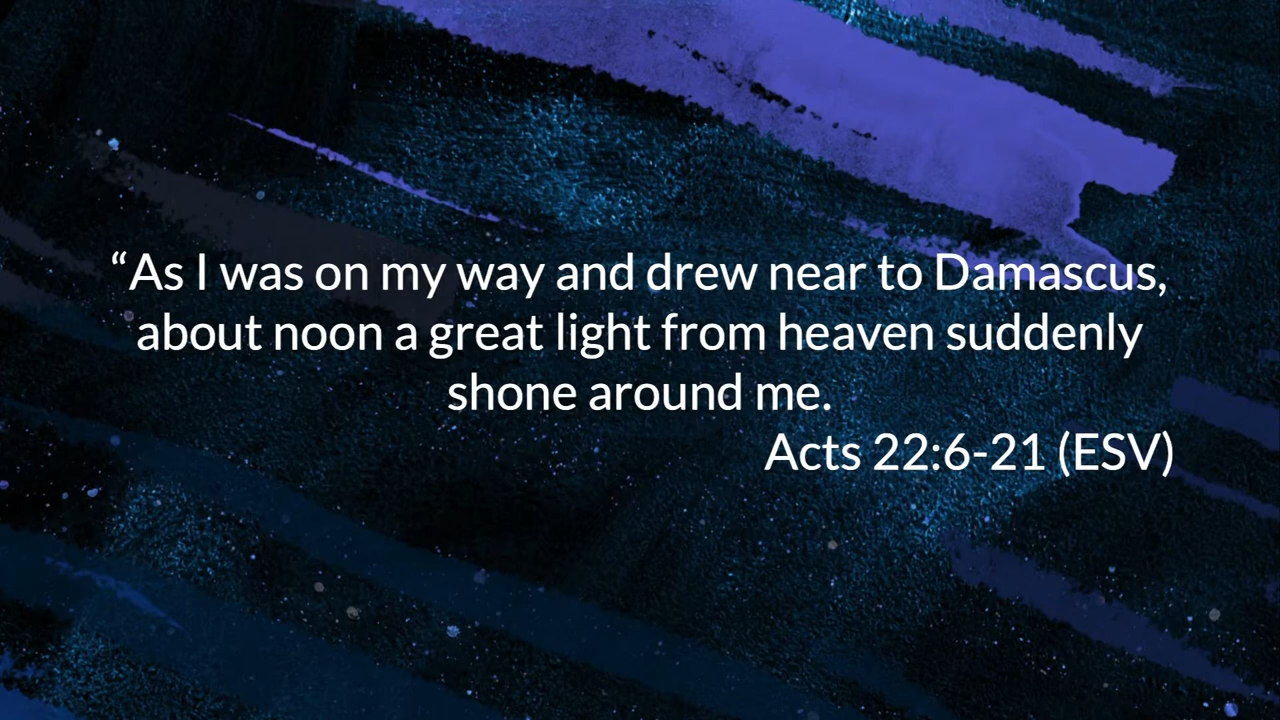 “As I was on my way and drew near to Damascus,
about noon a great light from heaven suddenly
shone around me.
Acts 22:6-21 (ESV)